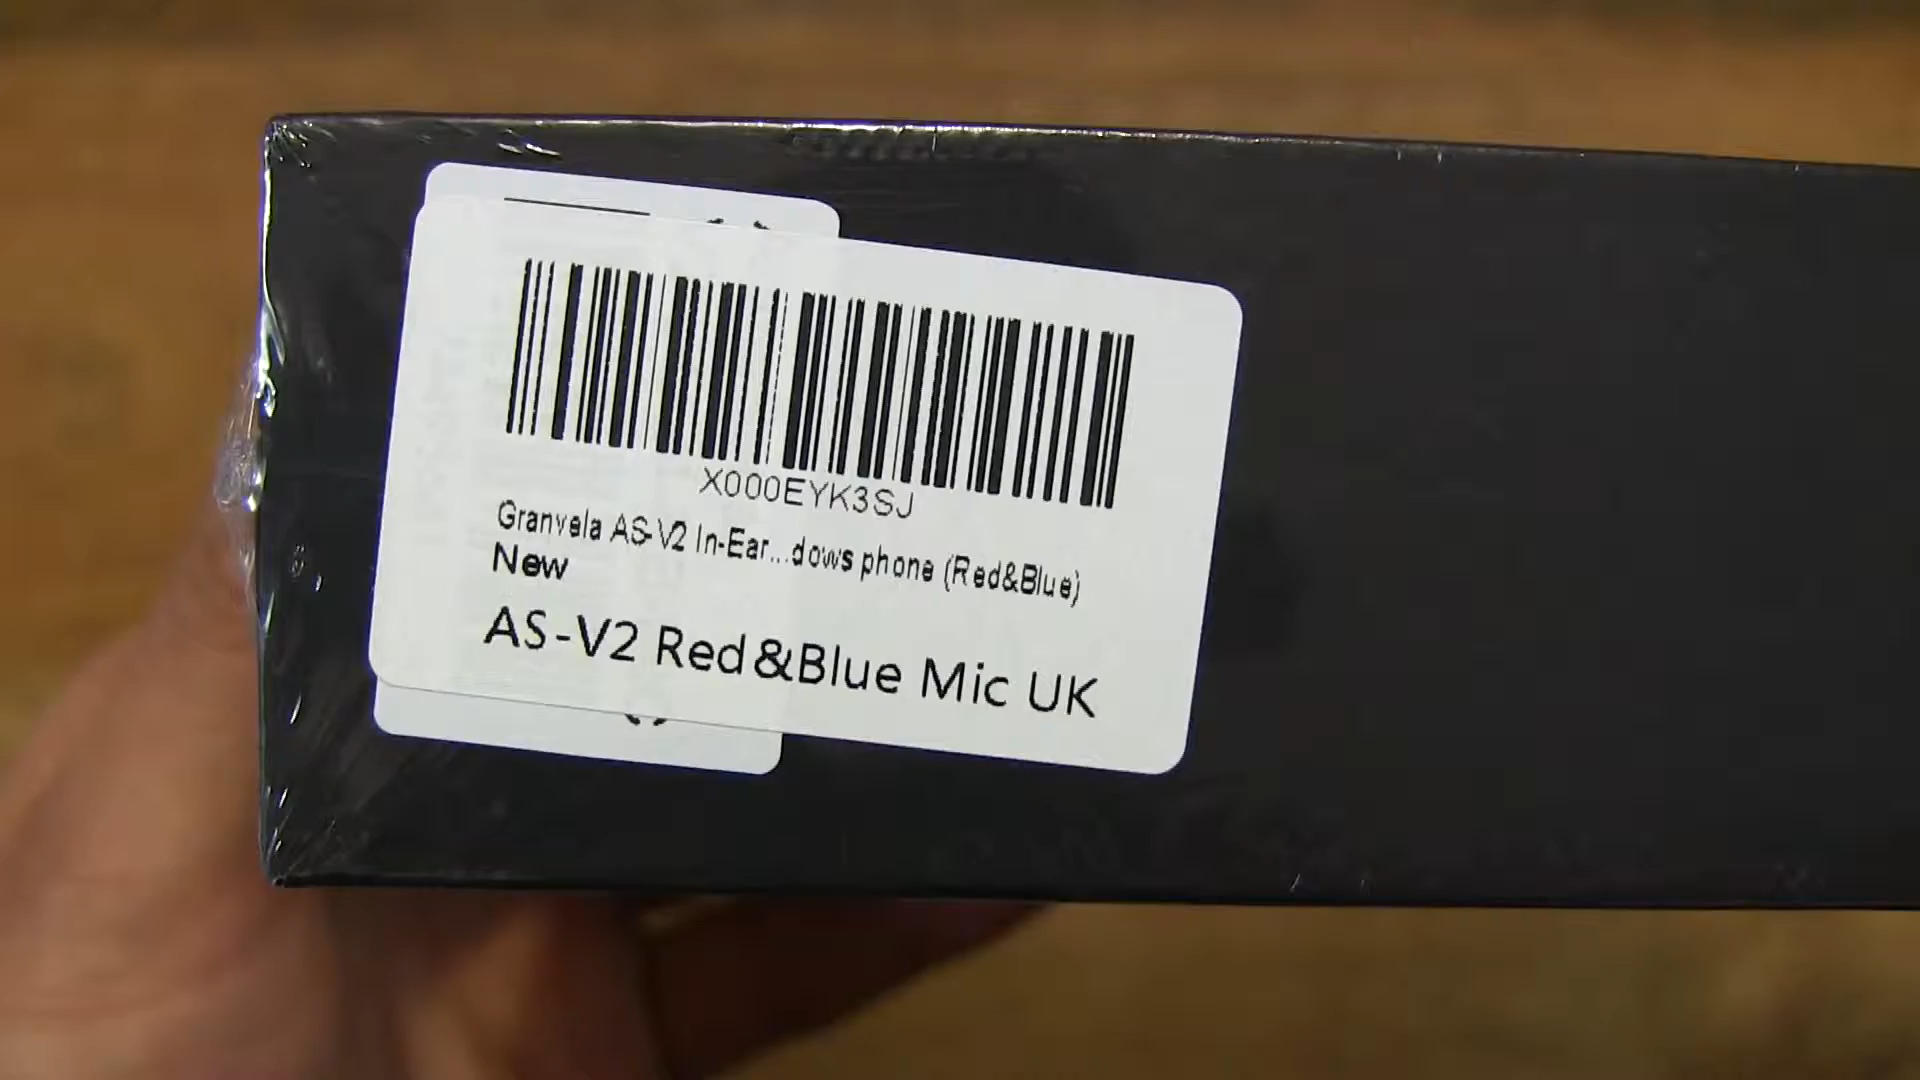 X000EYK3SJ
Granvela AS-V2 In-Ear...dows phone (Red&Blue)
New
AS-V2 Red&Blue Mic UK